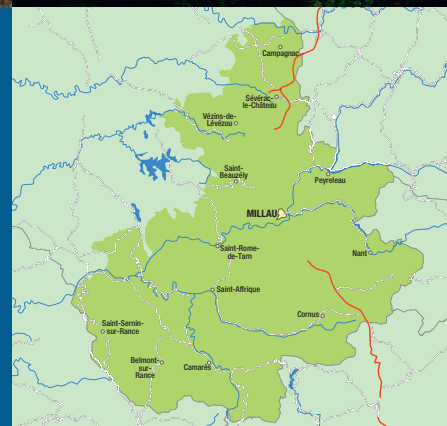 Campagnac
Sévérac-
le-Château
Vézins-de-
Lévézou
Saint-
Beauzély
Peyreleau
MILLAU
Saint-Rome-
de-Tarn
Nant
Saint-Affrique
Cornus
Saint-Sernin-
sur-Rance
Belmont-
sur-
Rance
Camarès